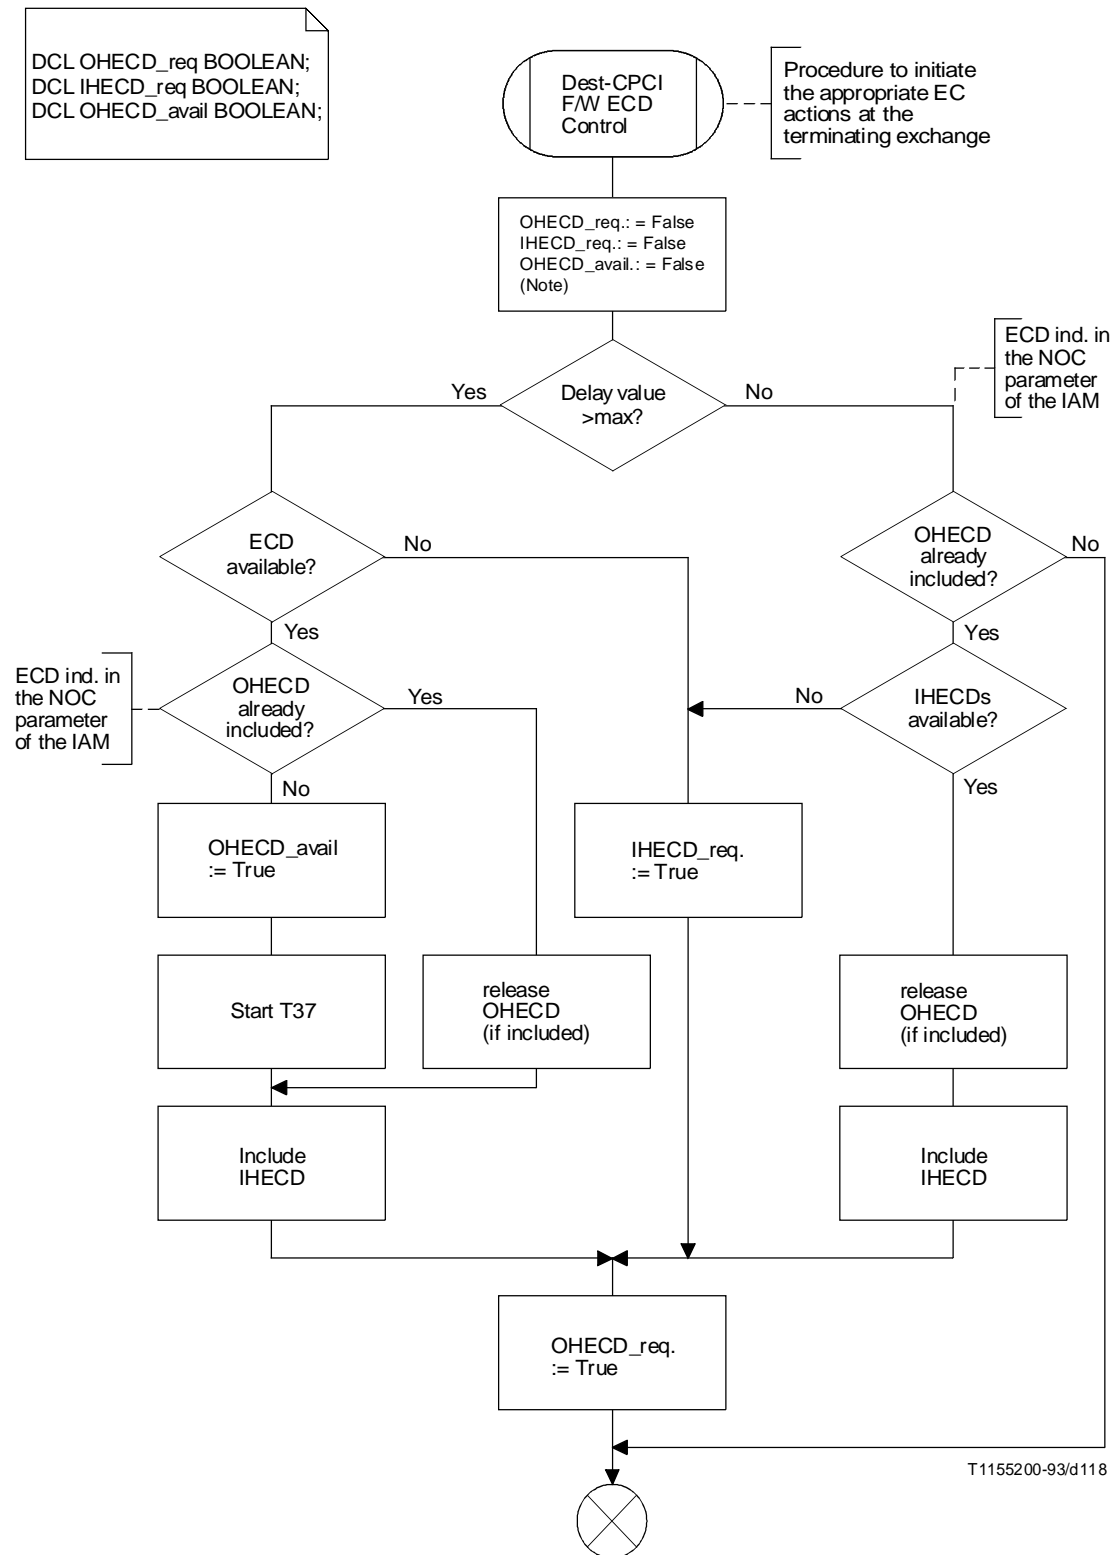 DCL OHECD_req BOOLEAN;
DCL IHECD_req BOOLEAN;
DCL OHECD_avail BOOLEAN;
Dest-CPCI
F/W ECD
Control
Procedure to initiate
the appropriate EC
actions at the
terminating exchange
OHECD_req.: = False
IHECD_req.: = False
OHECD_avail.: = False
(Note)
ECD ind. in
the NOC
parameter
of the IAM
Yes
Delay value
>max?
No
ECD
available?
No
OHECD
already
included?
No
Yes
Yes
ECD ind. in
the NOC
parameter
of the IAM
OHECD
already
included?
Yes
No
IHECDs
available?
No
Yes
OHECD_avail
:= True
IHECD_req.
:= True
Start T37
release
OHECD
(if included)
release
OHECD
(if included)
Include
IHECD
Include
IHECD
OHECD_req.
:= True
T1155200-93/d118